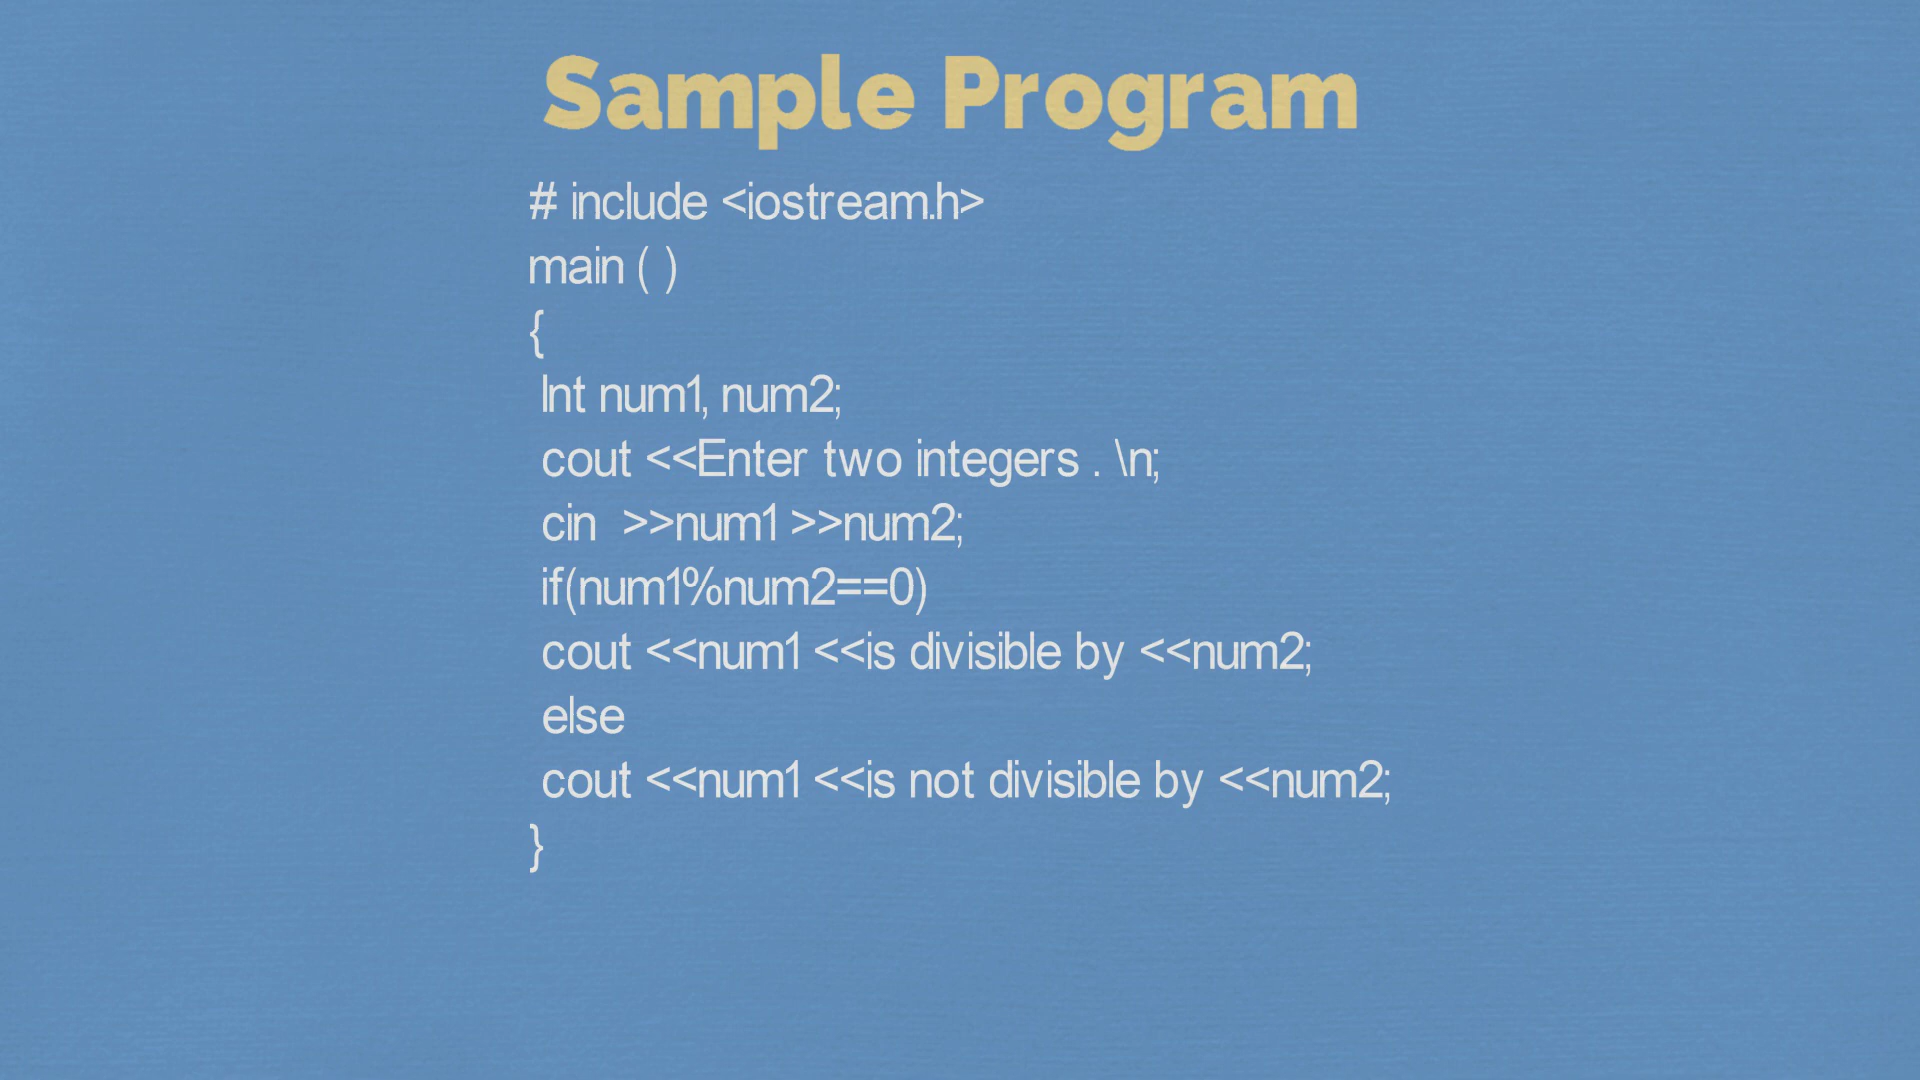 Sample Program
# include <iostream.h>
main ( )
{
Int num1, num2;
cout <<Enter two integers . \n;
cin  >>num1 >>num2;
if(num1%num2==0)
cout <<num1 <<is divisible by <<num2;
else
cout <<num1 <<is not divisible by <<num2;
}